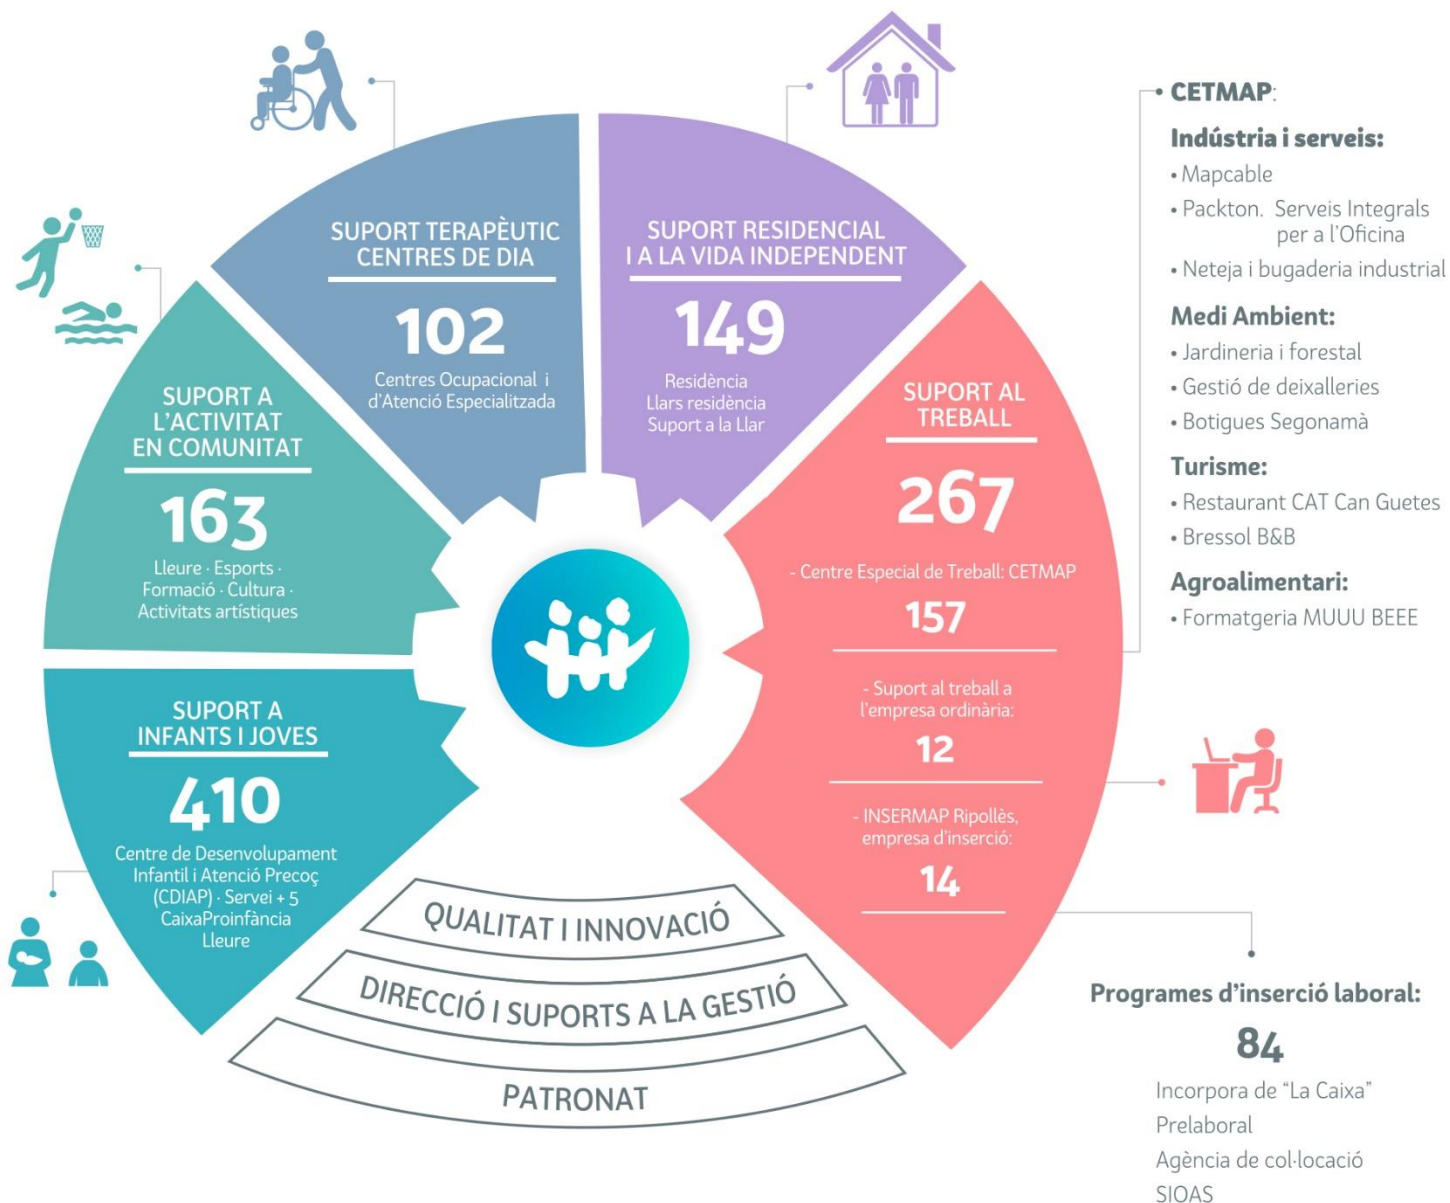 SUPORT TERAPÈUTIC
CENTRES DE DIA
102
Centres Ocupacional i
d'Atenció Especialitzada
SUPORT RESIDENCIAL
I A LA VIDA INDEPENDENT
149
Residència
Llars residència
Suport a la Llar
SUPORT A
L'ACTIVITAT
EN COMUNITAT
163
Lleure · Esports ·
Formació · Cultura ·
Activitats artístiques
SUPORT A
INFANTS I JOVES
410
Centre de Desenvolupament
Infantil i Atenció Precoç
(CDIAP) · Servei + 5
CaixaProinfància
Lleure
SUPORT AL
TREBALL
267
- Centre Especial de Treball: CETMAP
157
- Suport al treball a
l'empresa ordinària:
12
- INSERMAP Ripollès,
empresa d'inserció:
14
• CETMAP:
Indústria i serveis:
• Mapcable
• Packton. Serveis Integrals
per a l'Oficina
• Neteja i bugaderia industrial
Medi Ambient:
• Jardineria i forestal
• Gestió de deixalleries
• Botigues Segonamà
Turisme:
• Restaurant CAT Can Guetes
• Bressol B&B
Agroalimentari:
• Formatgeria MUUU BEEE
Programes d'inserció laboral:
84
Incorpora de "La Caixa"
Prelaboral
Agència de col·locació
SIOAS
QUALITAT I INNOVACIÓ
DIRECCIÓ I SUPORTS A LA GESTIÓ
PATRONAT